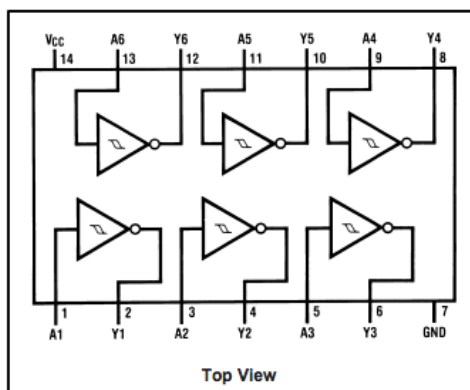 VCC A6 Y6 A5 Y5 A4 Y4
14 13 12 11 10 9 8
1 2 3 4 5 6 7
A1 Y1 A2 Y2 A3 Y3 GND
Top View